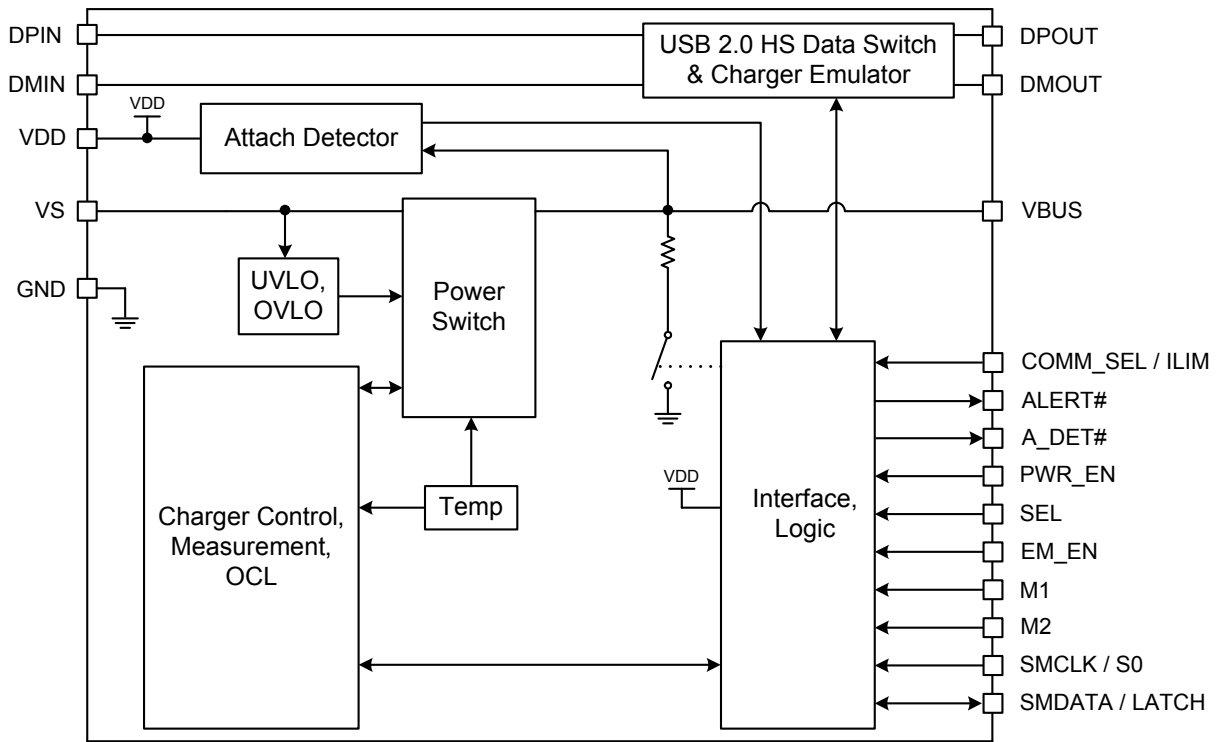 DPIN
DMIN
VDD
VS
GND
VDD
USB 2.0 HS Data Switch
& Charger Emulator
Attach Detector
UVLO,
OVLO
Power
Switch
Charger Control,
Measurement,
OCL
Temp
VDD
Interface,
Logic
DPOUT
DMOUT
VBUS
COMM_SEL / ILIM
ALERT#
A_DET#
PWR_EN
SEL
EM_EN
M1
M2
SMCLK / S0
SMDATA / LATCH